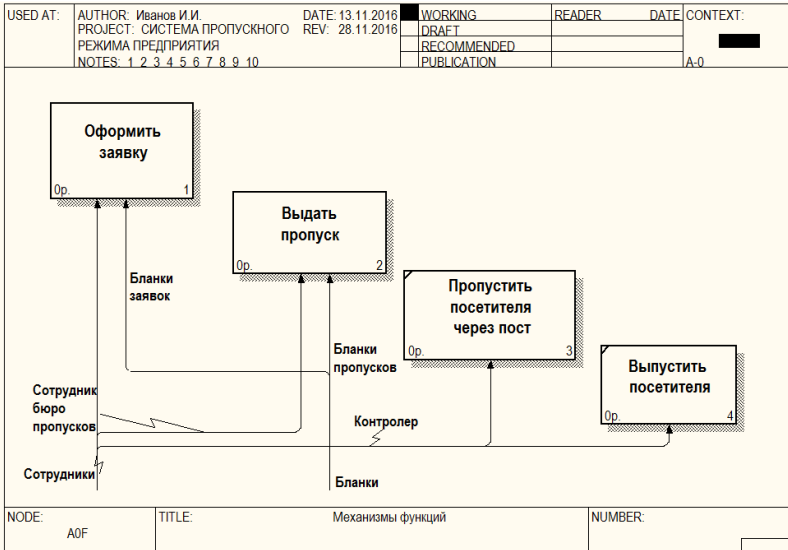 USED AT:
AUTHOR: Иванов И.И.
DATE: 13.11.2016
PROJECT: СИСТЕМА ПРОПУСКНОГО
РЕЖИМА ПРЕДПРИЯТИЯ
REV: 28.11.2016
NOTES: 1 2 3 4 5 6 7 8 9 10
WORKING
DRAFT
RECOMMENDED
PUBLICATION
READER
DATE
CONTEXT:
A-0
Оформить
заявку
0р. 1
Выдать
пропуск
0р. 2
Бланки
заявок
Пропустить
посетителя
через пост
0р. 3
Бланки
пропусков
Выпустить
посетителя
0р. 4
Сотрудник
бюро
пропусков
Контролер
Сотрудники
Бланки
NODE:
A0F
TITLE:
Механизмы функций
NUMBER: